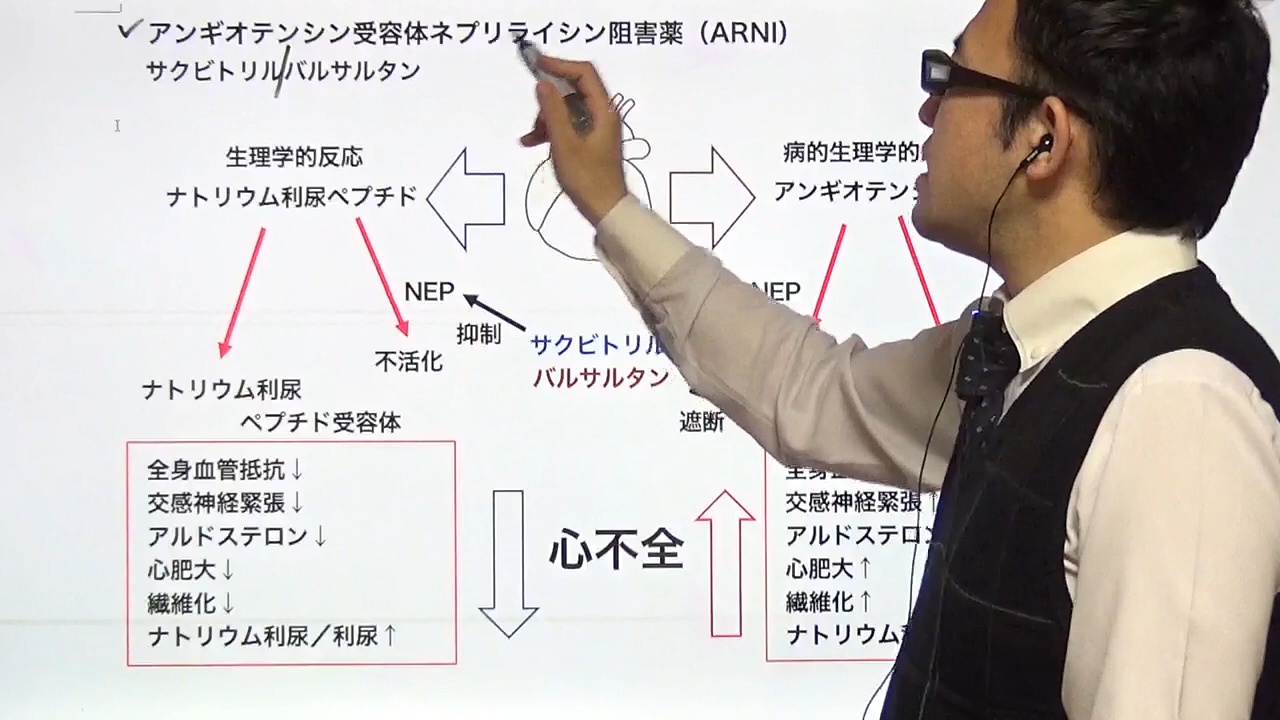 アンギオテンシン受容体ネプリライシン阻害薬（ARNI）
サクビトリル/バルサルタン
生理学的反応
ナトリウム利尿ペプチド
病的生理学的
アンギオテンシ
NEP
抑制
不活化
NEP
サクビトリル
バルサルタン
遮断
ナトリウム利尿
ペプチド受容体
全身血管抵抗↓
交感神経緊張↓
アルドステロン↓
心肥大↓
繊維化↓
ナトリウム利尿／利尿↑
心不全
交感神経緊張↑
アルドステロン
心肥大↑
繊維化↑
ナトリウム